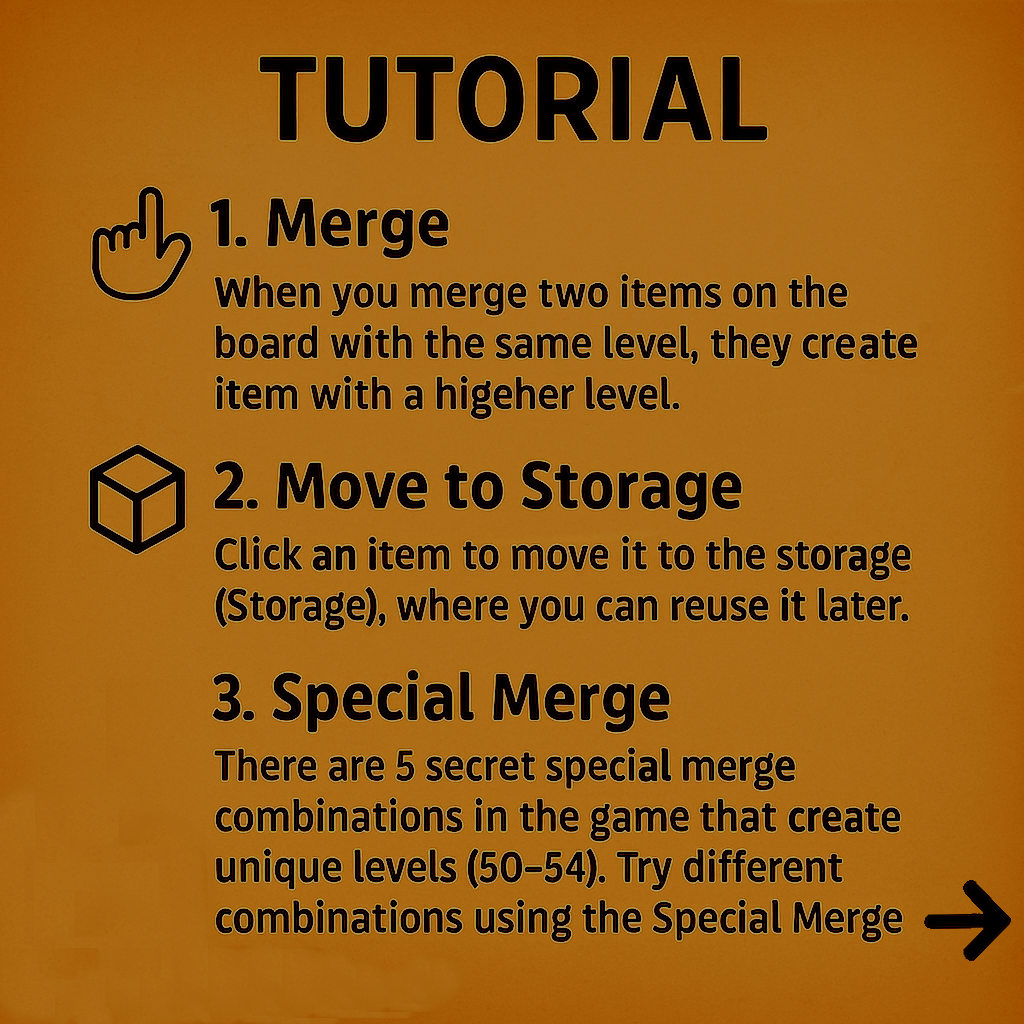 TUTORIAL
1. Merge
When you merge two items on the
board with the same level, they create
item with a higeher level.
2. Move to Storage
Click an item to move it to the storage
(Storage), where you can reuse it later.
3. Special Merge
There are 5 secret special merge
combinations in the game that create
unique levels (50–54). Try different
combinations using the Special Merge